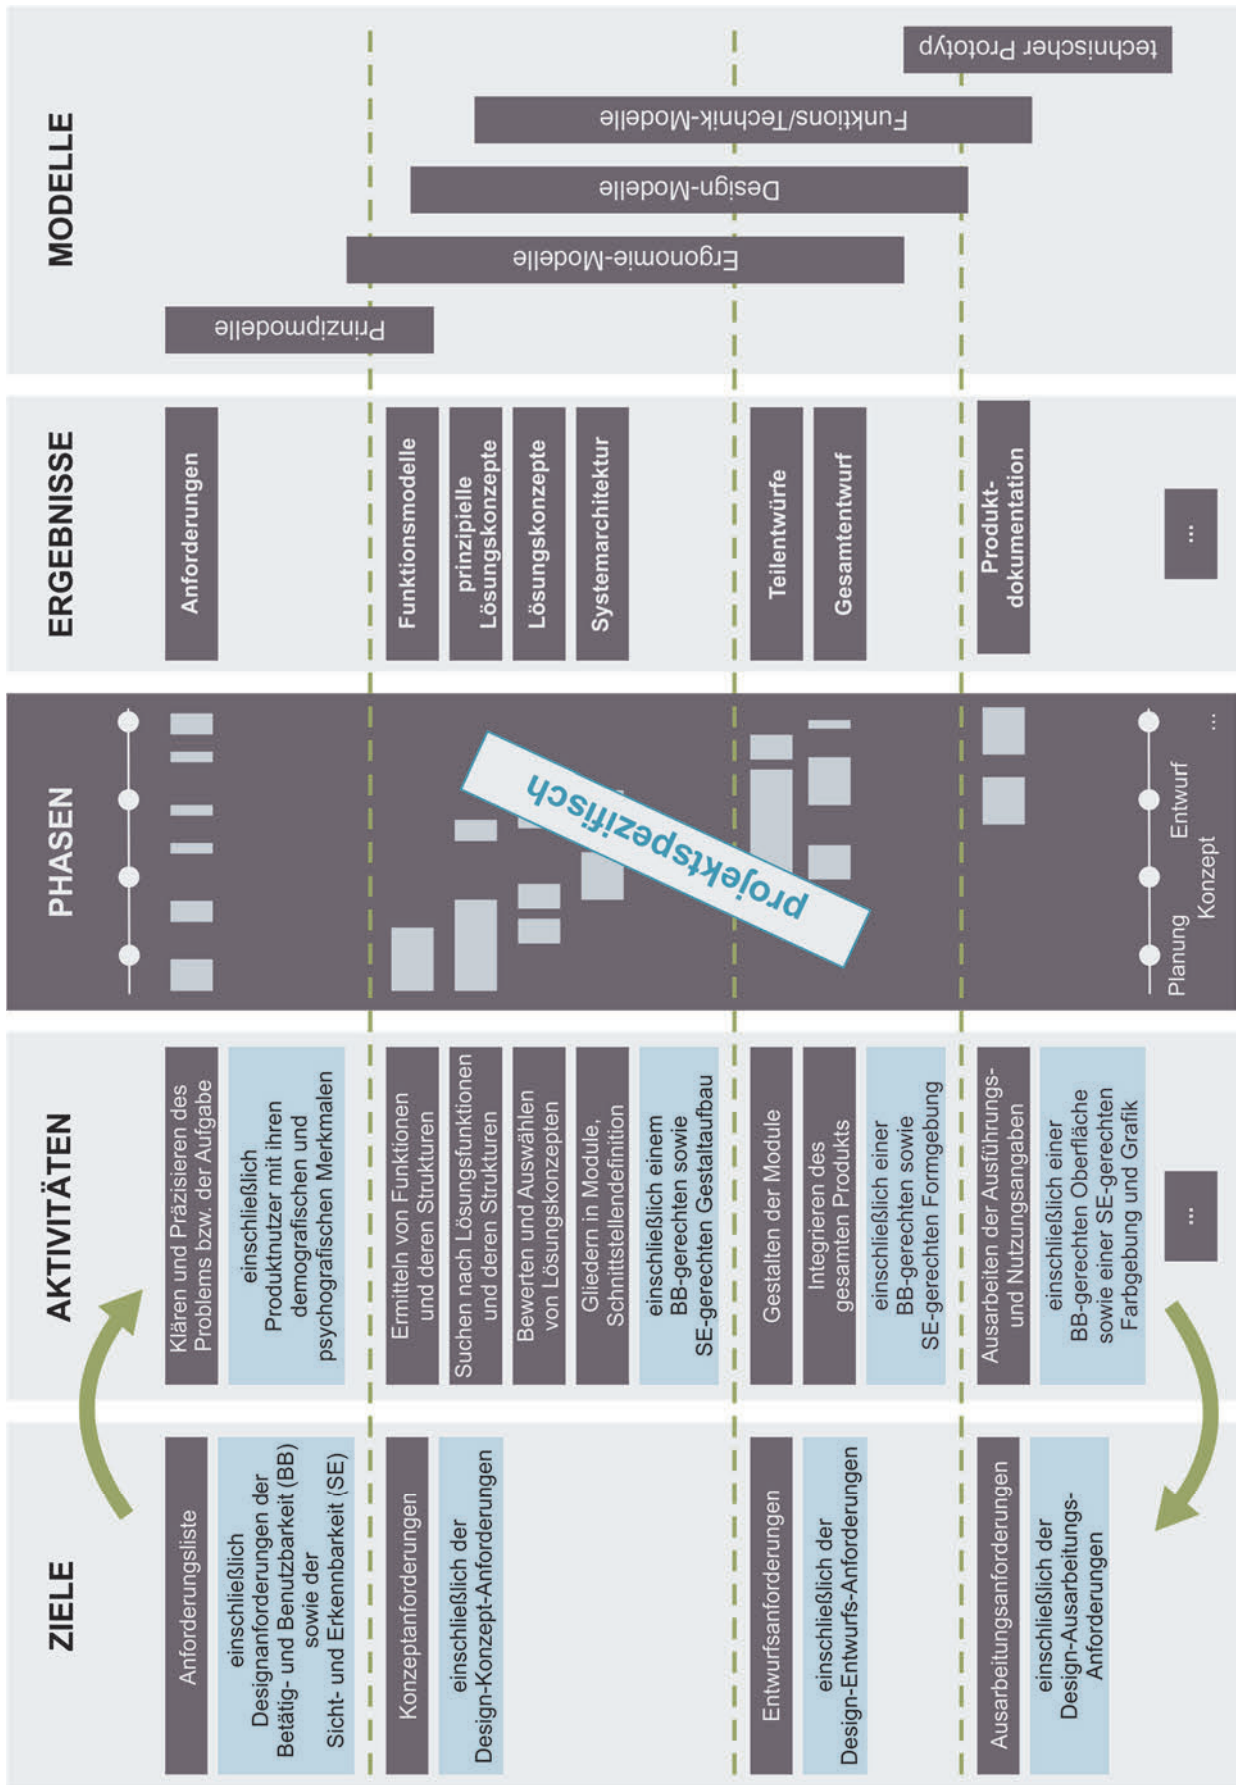 ZIELE
Anforderungsliste
einschließlich
Designanforderungen der
Betätig- und Benutzbarkeit (BB)
sowie der
Sicht- und Erkennbarkeit (SE)
Konzeptanforderungen
einschließlich der
Design-Konzept-Anforderungen
Entwurfsanforderungen
einschließlich der
Design-Entwurfs-Anforderungen
Ausarbeitungsanforderungen
einschließlich der
Design-Ausarbeitungs-
Anforderungen
AKTIVITÄTEN
Klären und Präzisieren des
Problems bzw. der Aufgabe
einschließlich
Produktnutzer mit ihren
demografischen und
psychografischen Merkmalen
Ermitteln von Funktionen
und deren Strukturen
Suchen nach Lösungsfunktionen
und deren Strukturen
Bewerten und Auswählen
von Lösungskonzepten
Gliedern in Module,
Schnittstellendefinition
einschließlich einem
BB-gerechten sowie
SE-gerechten Gestaltaufbau
Gestalten der Module
Integrieren des
gesamten Produkts
einschließlich einer
BB-gerechten sowie
SE-gerechten Formgebung
Ausarbeiten der Ausführungs-
und Nutzungsangaben
einschließlich einer
BB-gerechten Oberfläche
sowie einer SE-gerechten
Farbgebung und Grafik
...
PHASEN
projektspezifisch
Planung
Entwurf
Konzept
...
ERGEBNISSE
Anforderungen
Funktionsmodelle
prinzipielle
Lösungskonzepte
Lösungskonzepte
Systemarchitektur
Teilentwürfe
Gesamtentwurf
Produkt-
dokumentation
...
MODELLE
Prinzipmodelle
Ergonomie-Modelle
Design-Modelle
Funktions/Technik-Modelle
technischer Prototyp